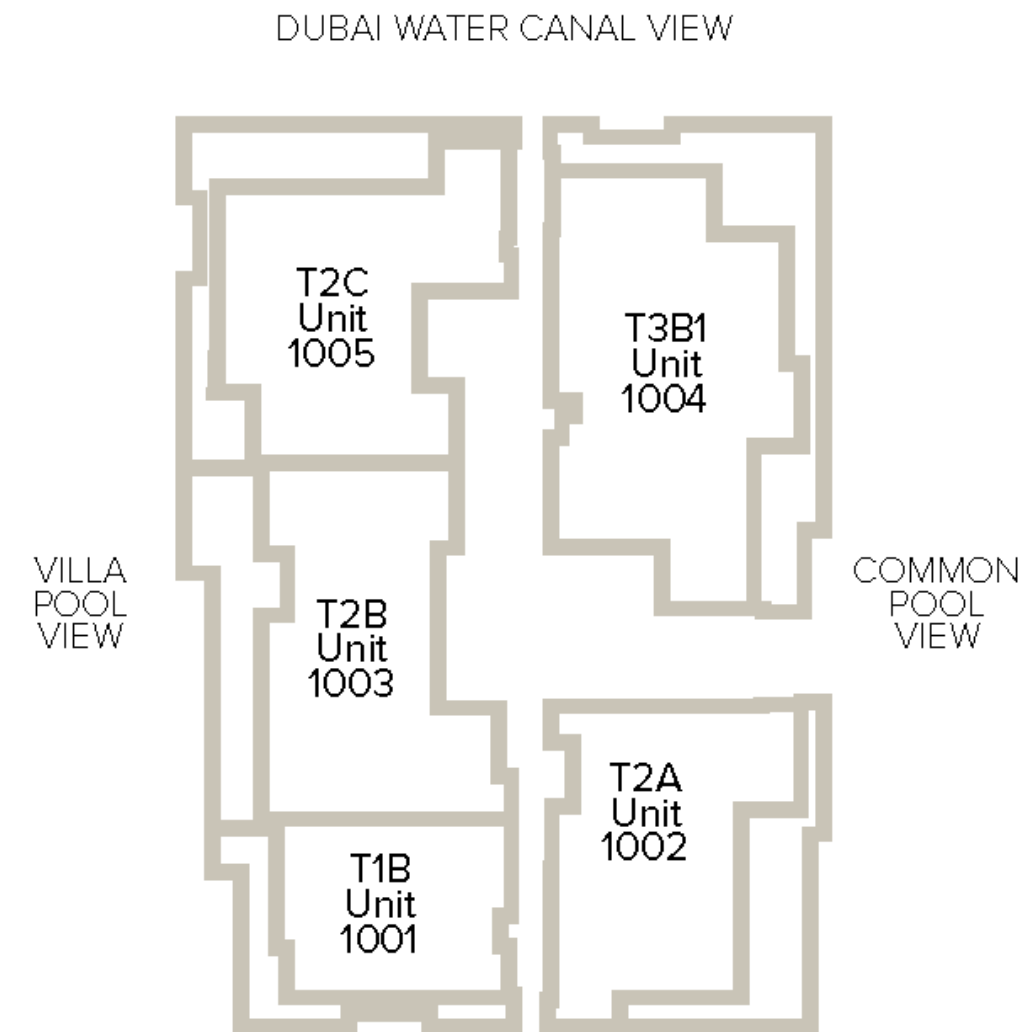 DUBAI WATER CANAL VIEW
T2C
Unit
1005
T3B1
Unit
1004
VILLA
POOL
VIEW
COMMON
POOL
VIEW
T2B
Unit
1003
T2A
Unit
1002
T1B
Unit
1001